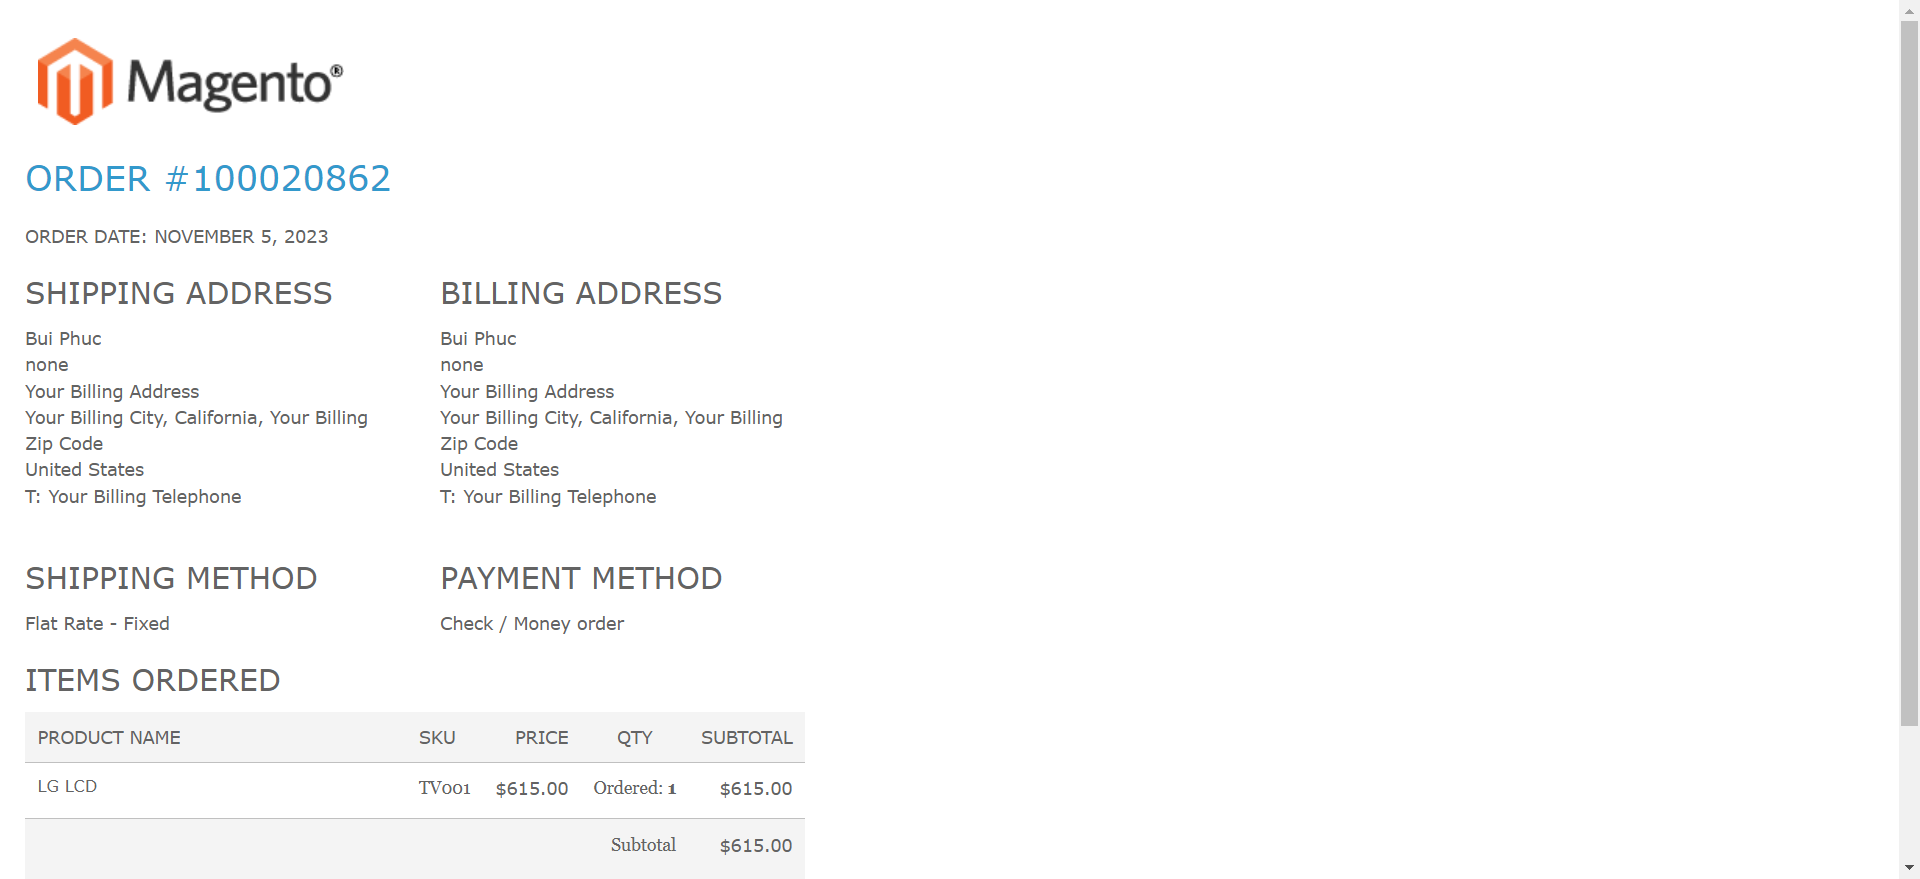 Magento®
ORDER #100020862
ORDER DATE: NOVEMBER 5, 2023
SHIPPING ADDRESS
Bui Phuc
none
Your Billing Address
Your Billing City, California, Your Billing
Zip Code
United States
T: Your Billing Telephone
BILLING ADDRESS
Bui Phuc
none
Your Billing Address
Your Billing City, California, Your Billing
Zip Code
United States
T: Your Billing Telephone
SHIPPING METHOD
Flat Rate - Fixed
PAYMENT METHOD
Check / Money order
ITEMS ORDERED
PRODUCT NAME SKU PRICE QTY SUBTOTAL
LG LCD TV001 $615.00 Ordered: 1 $615.00
Subtotal $615.00